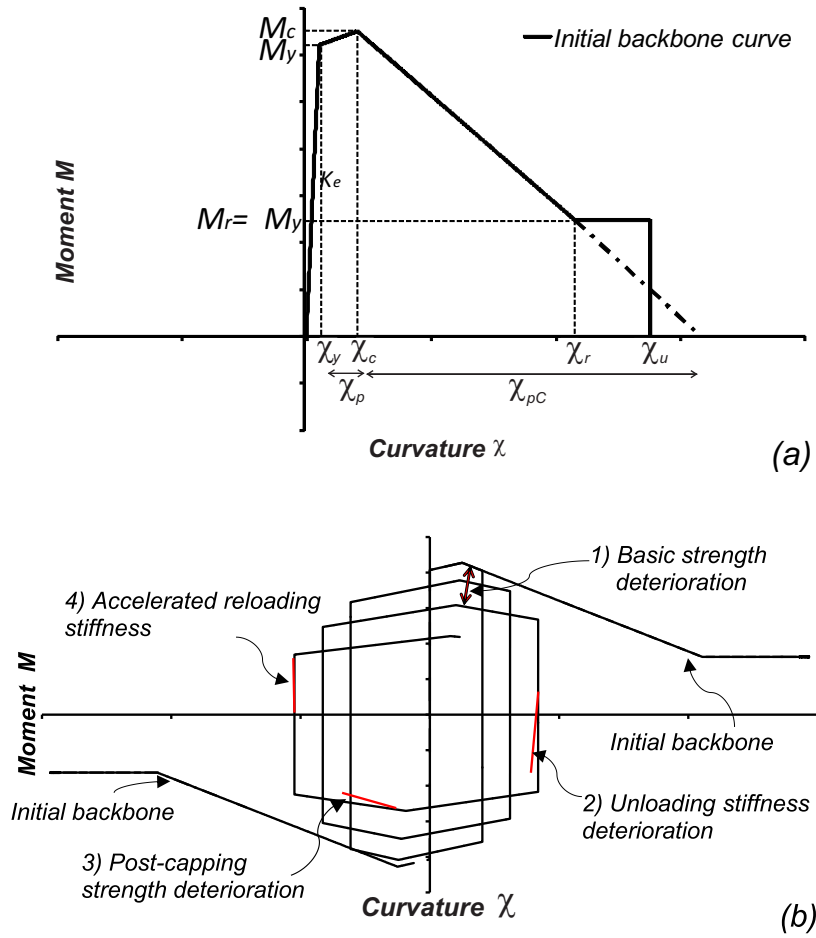 Mc
My
Initial backbone curve
Moment M
Ke
Mr= My
χy χc χr χu
χp χpC
Curvature χ
(a)
1) Basic strength
deterioration
4) Accelerated reloading
stiffness
Moment M
Initial backbone
Initial backbone
2) Unloading stiffness
deterioration
3) Post-capping
strength deterioration
Curvature χ
(b)